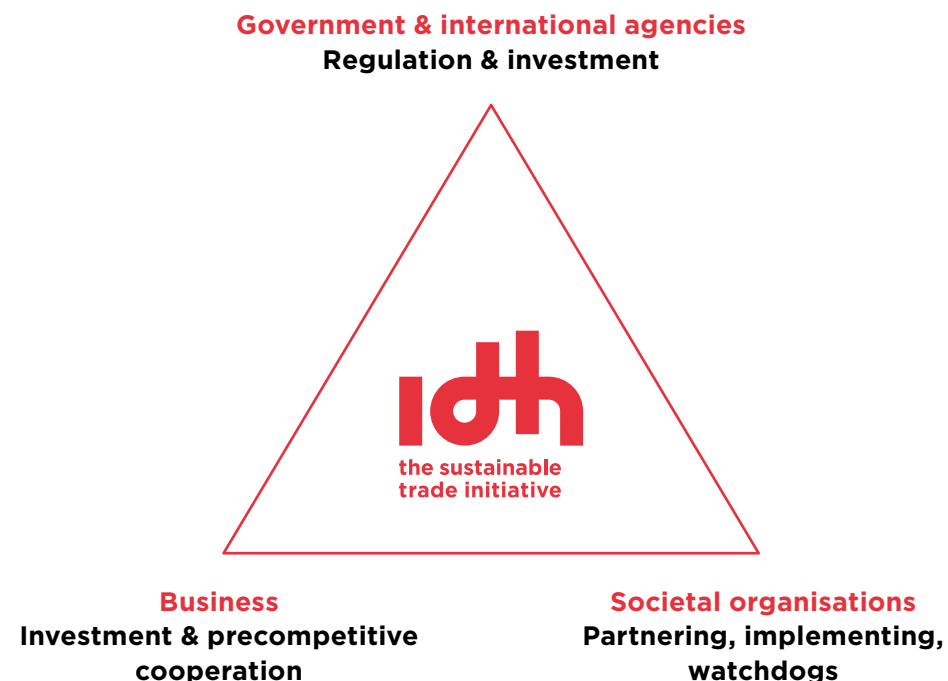 Government & international agencies
Regulation & investment
idh
the sustainable
trade initiative
Business
Investment & precompetitive
cooperation
Societal organisations
Partnering, implementing,
watchdogs